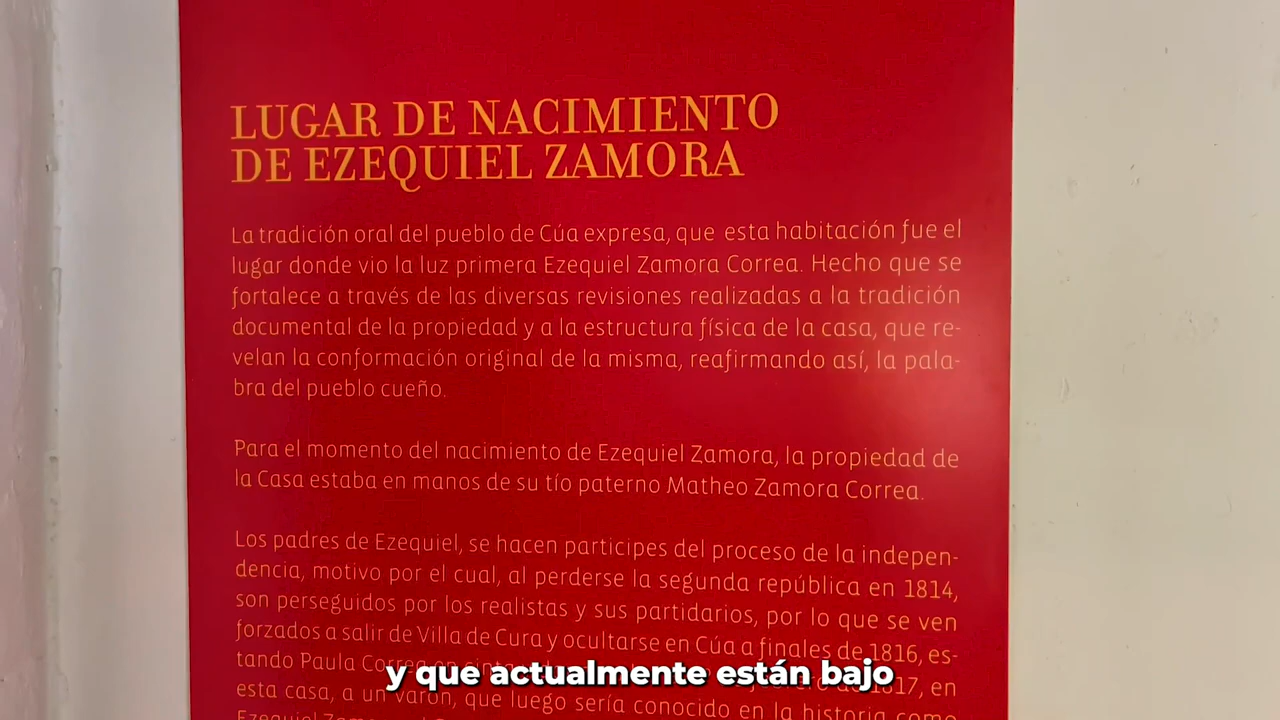 LUGAR DE NACIMIENTO
DE EZEQUIEL ZAMORA
La tradición oral del pueblo de Cúa expresa, que esta habitación fue el
lugar donde vio la luz primera Ezequiel Zamora Correa. Hecho que se
fortalece a través de las diversas revisiones realizadas a la tradición
documental de la propiedad y a la estructura física de la casa, que re-
velan la conformación original de la misma, reafirmando así, la pala-
bra del pueblo cueño.
Para el momento del nacimiento de Ezequiel Zamora, la propiedad de
la Casa estaba en manos de su tío paterno Matheo Zamora Correa.
Los padres de Ezequiel, se hacen participes del proceso de la indepen-
dencia, motivo por el cual, al perderse la segunda república en 1814,
son perseguidos por los realistas y sus partidarios, por lo que se ven
forzados a salir de Villa de Cura y ocultarse en Cúa a finales de 1816, es-
tando Paula Correa 1817, en
y que actualmente están bajo
esta casa, a un varón, que luego sería conocido en la historia como